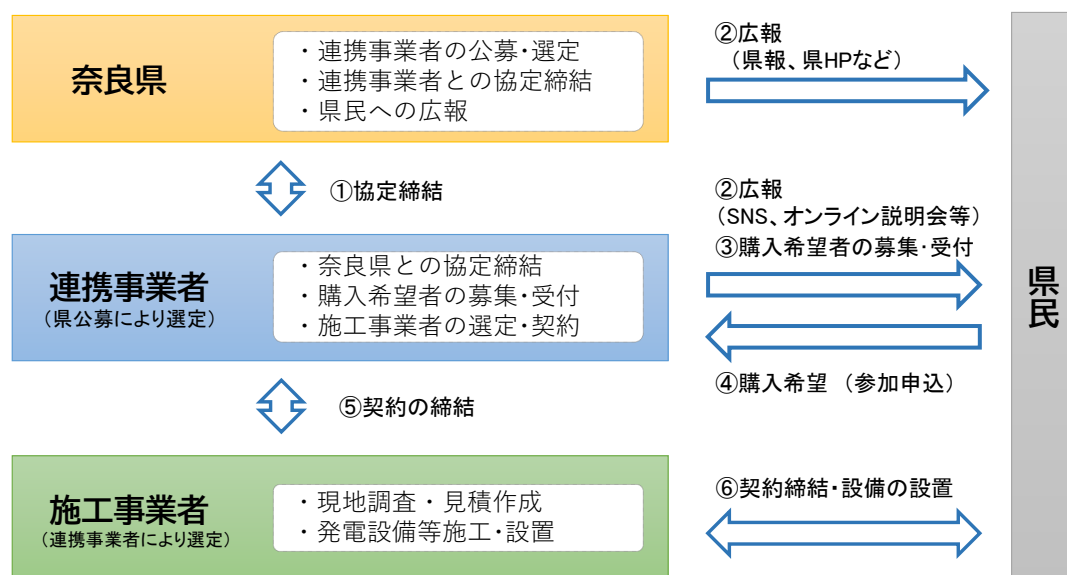 奈良県
・連携事業者の公募・選定
・連携事業者との協定締結
・県民への広報
②広報
（県報、県HPなど）
①協定締結
②広報
（SNS、オンライン説明会等）
③購入希望者の募集・受付
連携事業者
（県公募により選定）
・奈良県との協定締結
・購入希望者の募集・受付
・施工事業者の選定・契約
④購入希望　（参加申込）
⑤契約の締結
施工事業者
（連携事業者により選定）
・現地調査・見積作成
・発電設備等施工・設置
⑥契約締結・設備の設置
県民